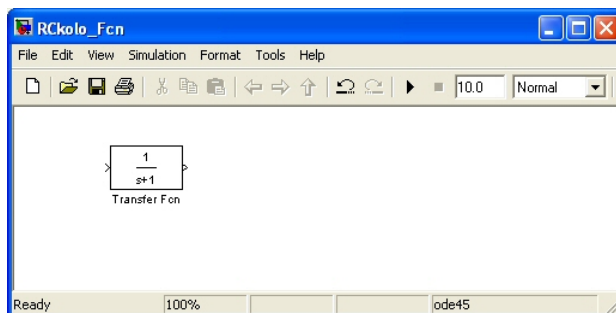 RCkolo_Fcn
File Edit View Simulation Format Tools Help
10.0 Normal
1
s+1
Transfer Fcn
Ready 100% ode45